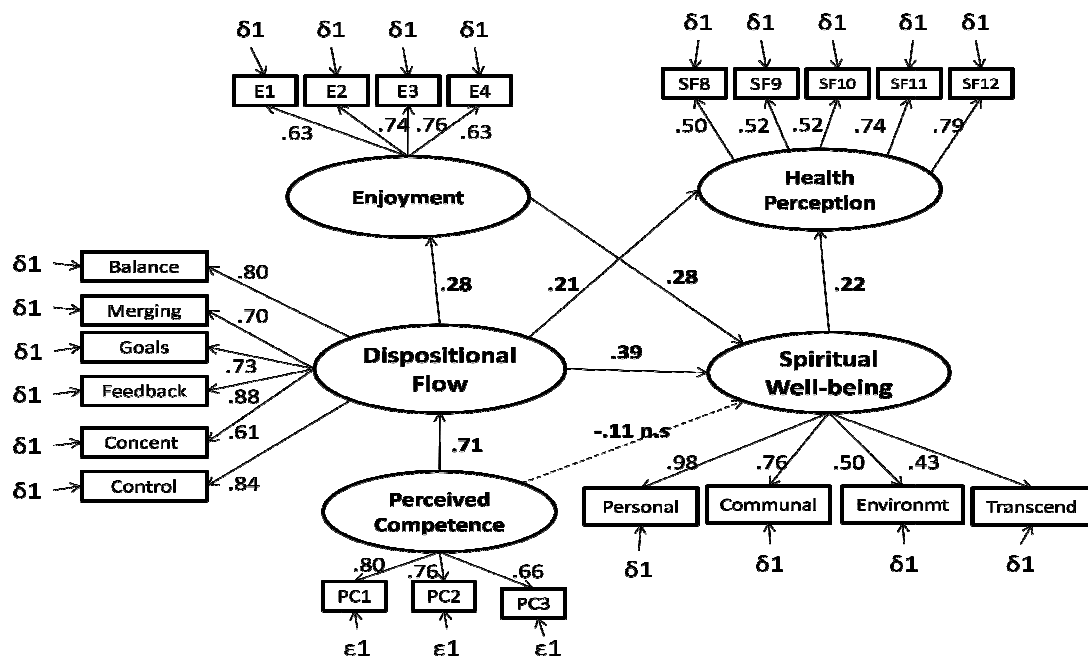 δ1 δ1 δ1 δ1
δ1 δ1 δ1 δ1 δ1
E1 E2 E3 E4
SF8 SF9 SF10 SF11 SF12
.63 .74 .76 .63
.50 .52 .52 .74 .79
Enjoyment
Health
Perception
δ1 Balance .80
δ1 Merging .70
δ1 Goals .73
δ1 Feedback .88
δ1 Concent .61
δ1 Control .84
.28 .21 .28 .22
Dispositional
Flow
.39
Spiritual
Well-being
.71
-.11 n.s
Perceived
Competence
.98 .76 .50 .43
Personal Communal Environmt Transcend
δ1 δ1 δ1 δ1
.80 .76 .66
PC1 PC2 PC3
ε1 ε1 ε1